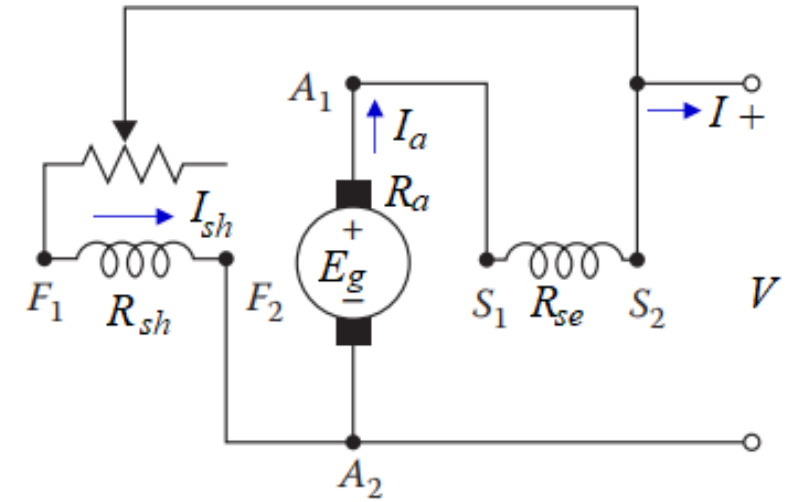 A1
Ia
I +
Ra
Ish
+
Eg
−
F1
Rsh
F2
S1
Rse
S2
V
A2